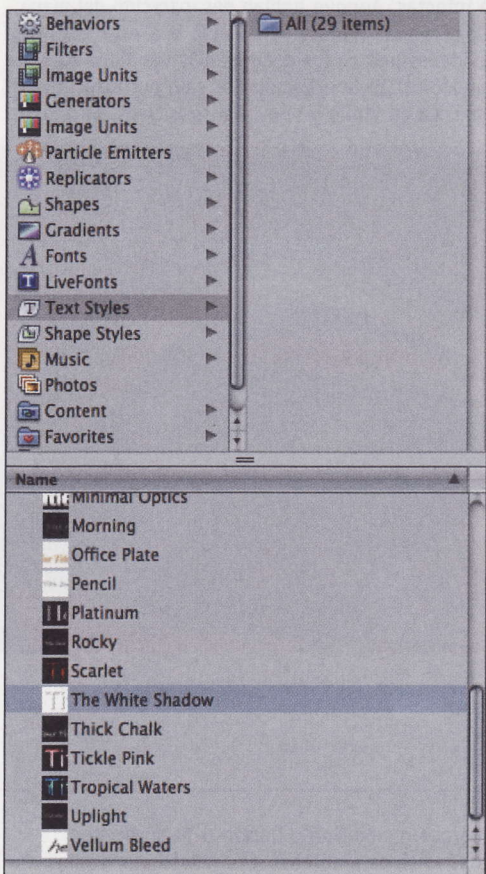 Behaviors
Filters
Image Units
Generators
Image Units
Particle Emitters
Replicators
Shapes
Gradients
Fonts
LiveFonts
Text Styles
Shape Styles
Music
Photos
Content
Favorites
All (29 items)
Name
Minimal Optics
Morning
Office Plate
Pencil
Platinum
Rocky
Scarlet
The White Shadow
Thick Chalk
Tickle Pink
Tropical Waters
Uplight
Vellum Bleed